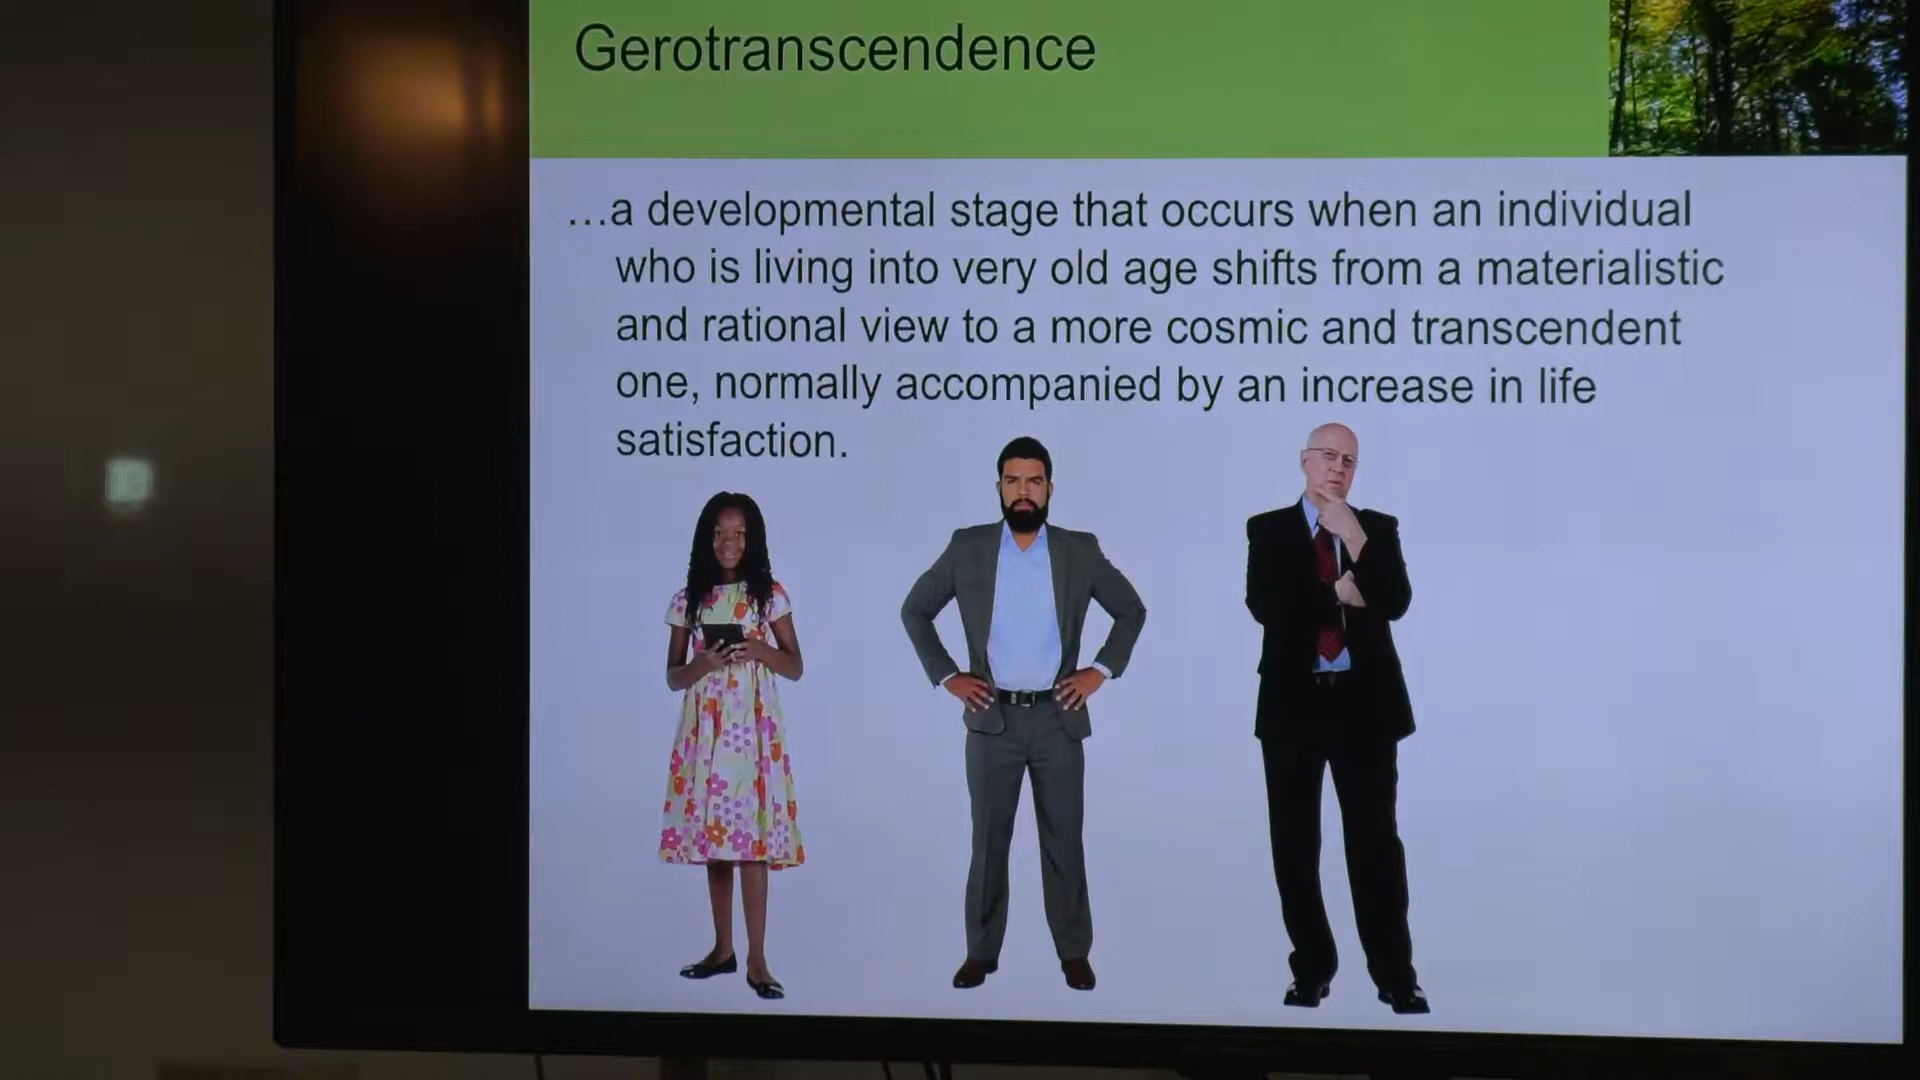 Gerotranscendence
…a developmental stage that occurs when an individual
who is living into very old age shifts from a materialistic
and rational view to a more cosmic and transcendent
one, normally accompanied by an increase in life
satisfaction.